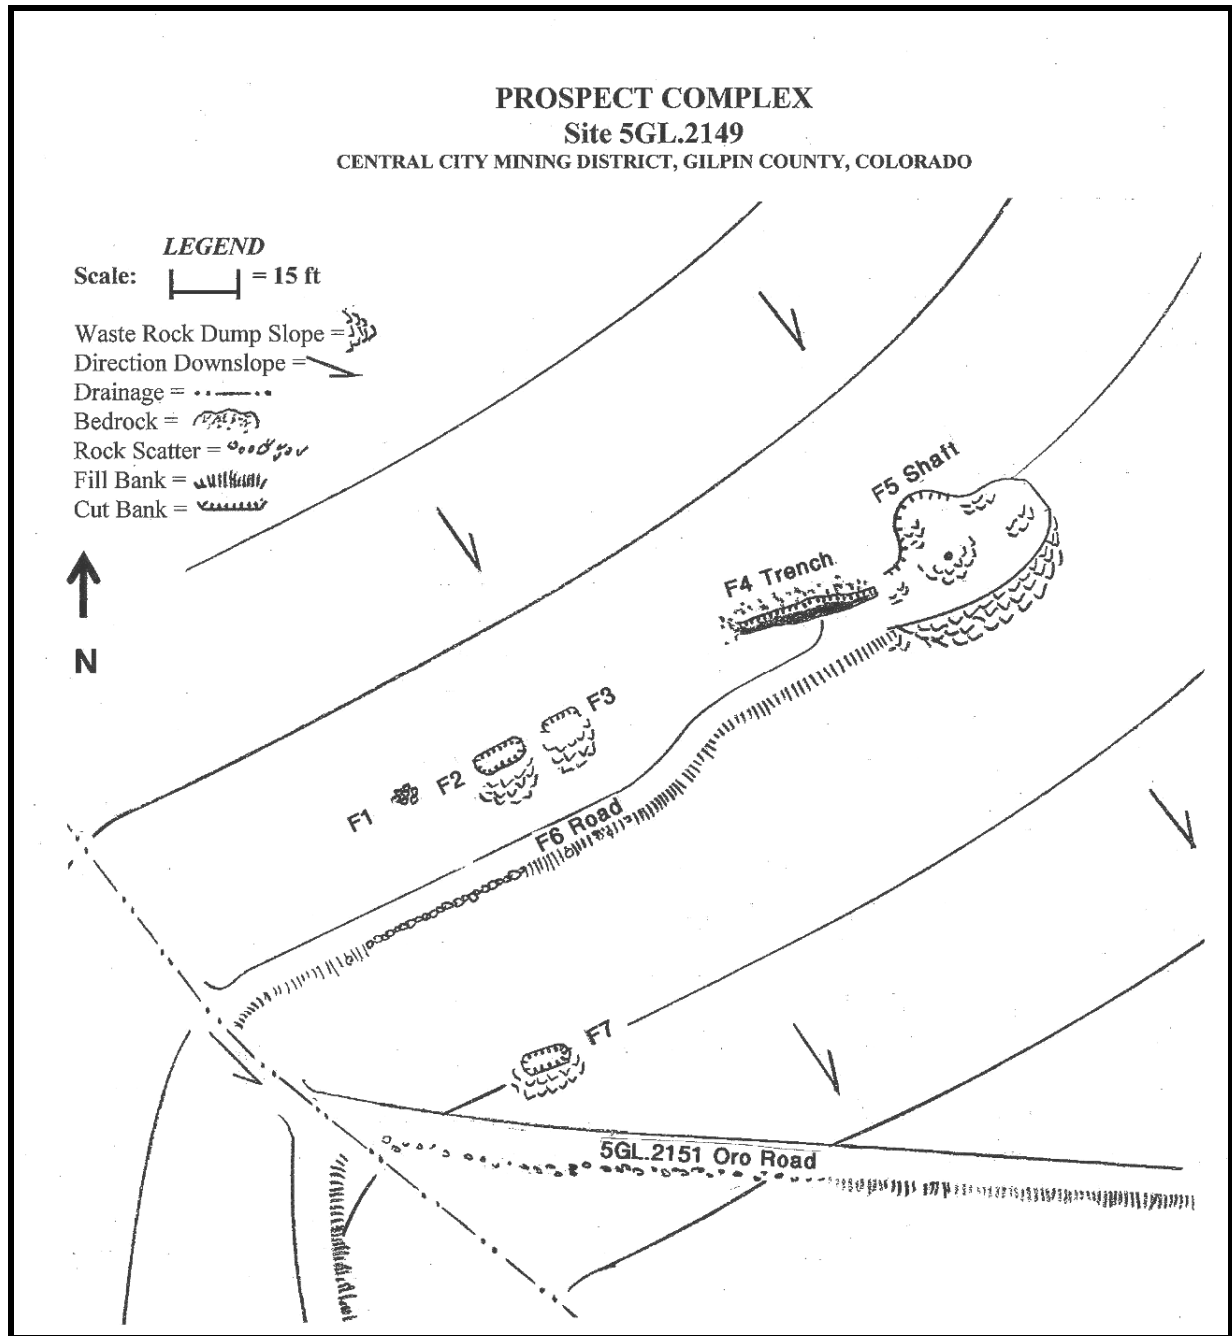 PROSPECT COMPLEX
Site 5GL.2149
CENTRAL CITY MINING DISTRICT, GILPIN COUNTY, COLORADO
LEGEND
Scale: = 15 ft
Waste Rock Dump Slope =
Direction Downslope =
Drainage =
Bedrock =
Rock Scatter =
Fill Bank =
Cut Bank =
N
F5 Shaft
F4 Trench
F3
F2
F1
F6 Road
F7
5GL.2151 Oro Road